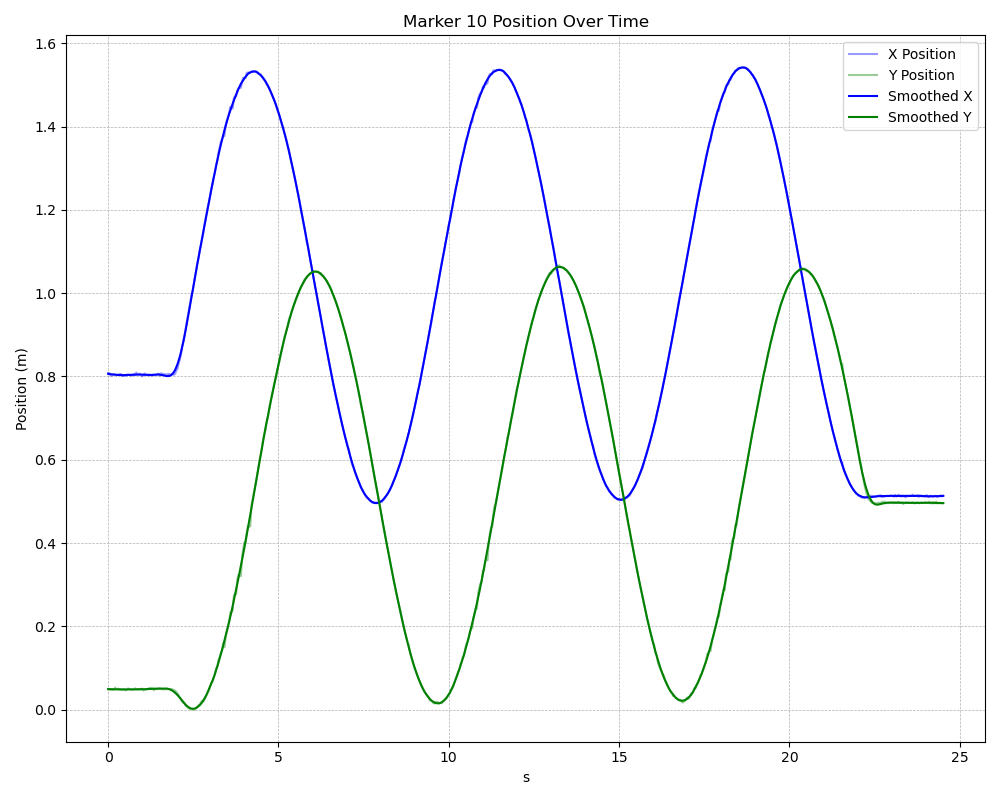 Marker 10 Position Over Time
X Position
Y Position
Smoothed X
Smoothed Y
Position (m)
1.6
1.4
1.2
1.0
0.8
0.6
0.4
0.2
0.0
0 5 10 15 20 25
s